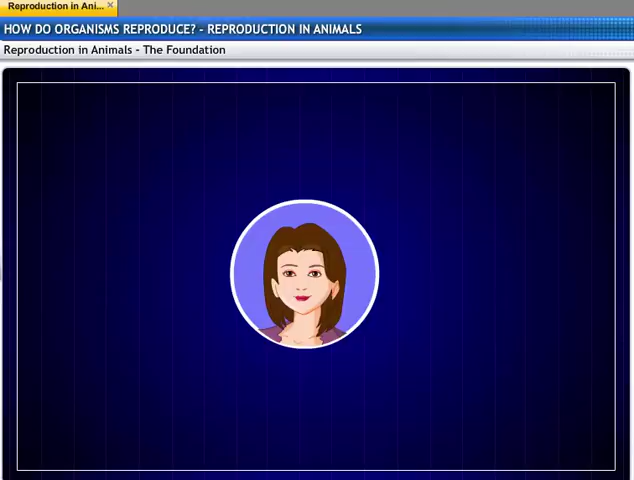 Reproduction in Ani...
HOW DO ORGANISMS REPRODUCE? - REPRODUCTION IN ANIMALS
Reproduction in Animals - The Foundation